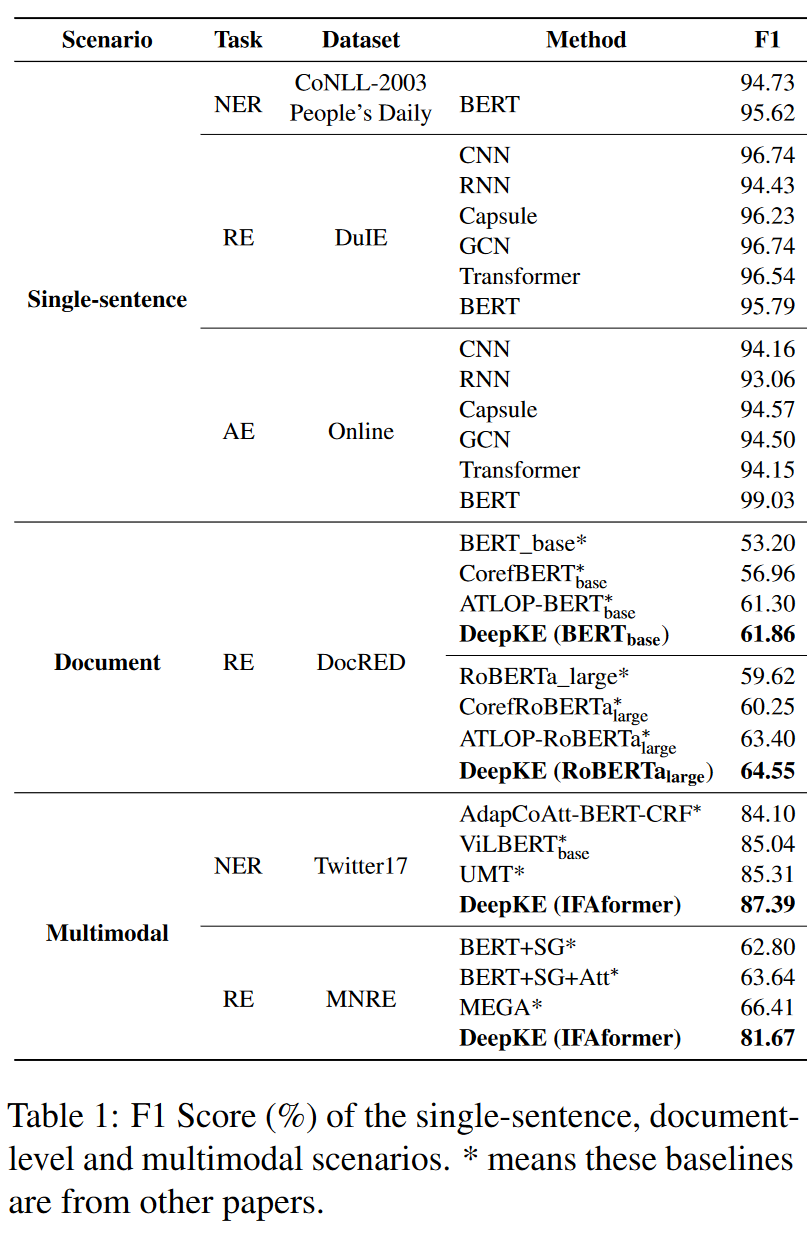 Scenario Task Dataset Method F1
CoNLL-2003 94.73
NER BERT
People's Daily 95.62
CNN 96.74
RNN 94.43
Capsule 96.23
RE DuIE
GCN 96.74
Transformer 96.54
Single-sentence
BERT 95.79
CNN 94.16
RNN 93.06
Capsule 94.57
AE Online
GCN 94.50
Transformer 94.15
BERT 99.03
BERT_base* 53.20
CorefBERT*base 56.96
ATLOP-BERT*base 61.30
DeepKE (BERTbase) 61.86
Document RE DocRED
RoBERTa_large* 59.62
CorefRoBERTa*large 60.25
ATLOP-RoBERTa*large 63.40
DeepKE (RoBERTalarge) 64.55
AdapCoAtt-BERT-CRF* 84.10
ViLBERT*base 85.04
NER Twitter17
UMT* 85.31
DeepKE (IFAformer) 87.39
Multimodal
BERT+SG* 62.80
BERT+SG+Att* 63.64
RE MNRE
MEGA* 66.41
DeepKE (IFAformer) 81.67
Table 1: F1 Score (%) of the single-sentence, document-
level and multimodal scenarios. * means these baselines
are from other papers.